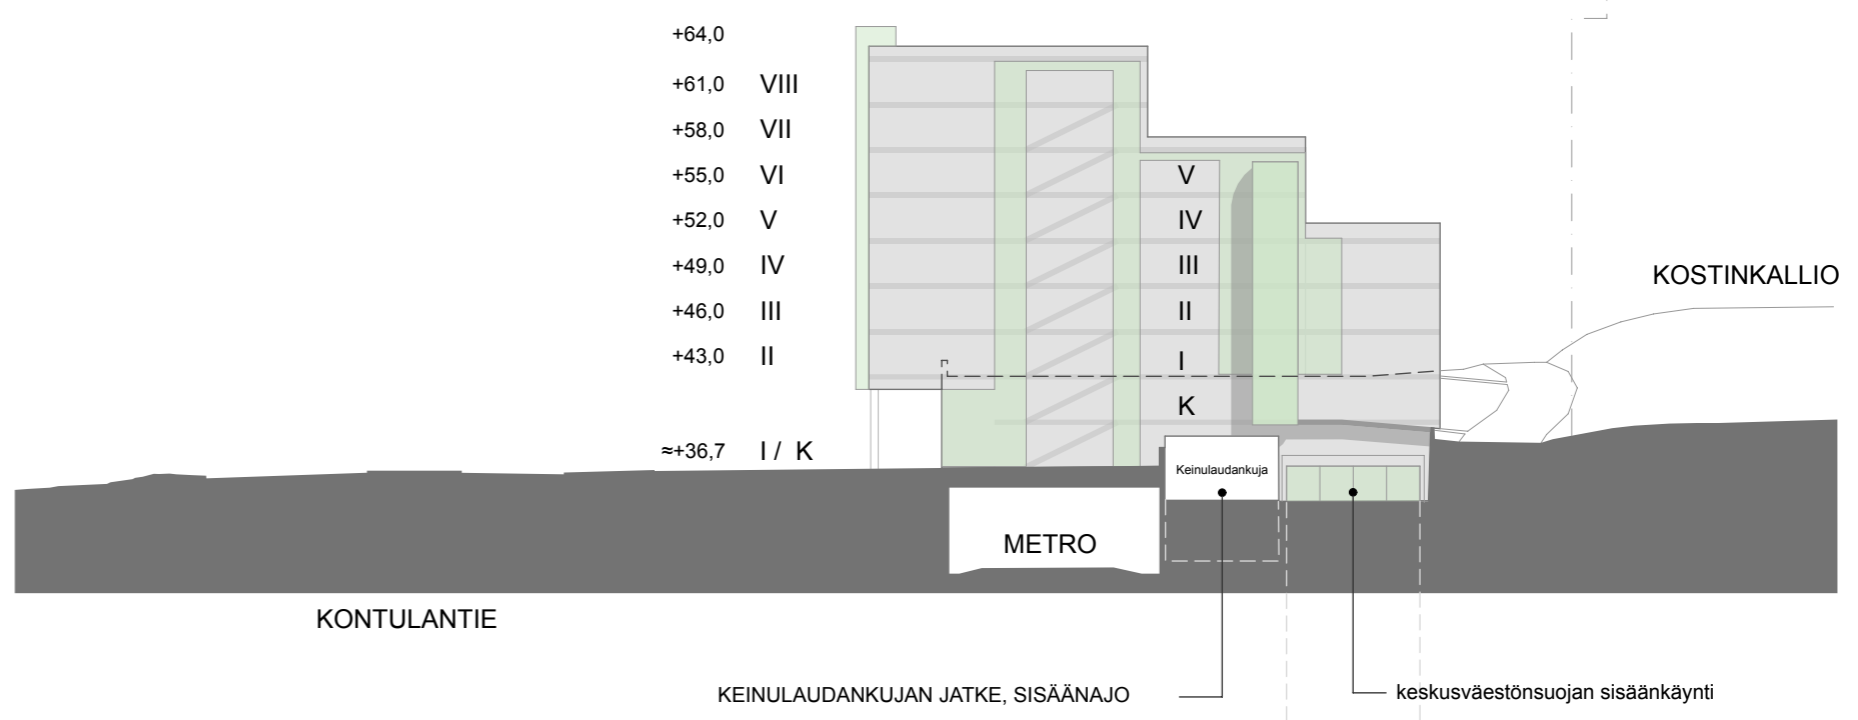 +64,0
+61,0 VIII
+58,0 VII
+55,0 VI V
+52,0 V IV
+49,0 IV III
KOSTINKALLIO
+46,0 III II
+43,0 II I
K
≈+36,7 I / K
Keinulaudankuja
METRO
KONTULANTIE
KEINULAUDANKUJAN JATKE, SISÄÄNAJO
keskusväestönsuojan sisäänkäynti